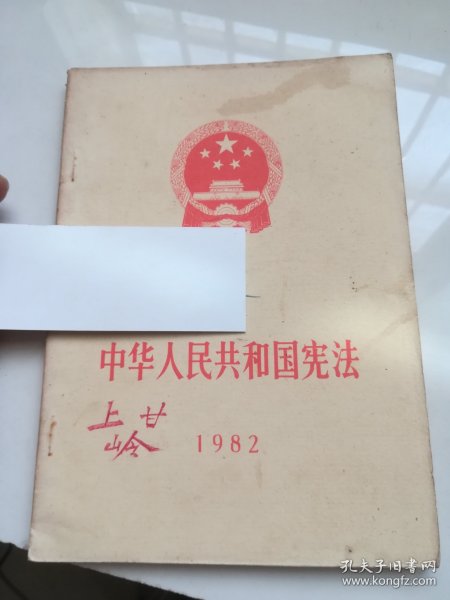 中华人民共和国宪法
上甘
岭
1982
孔夫子旧书网
www.kongfz.com